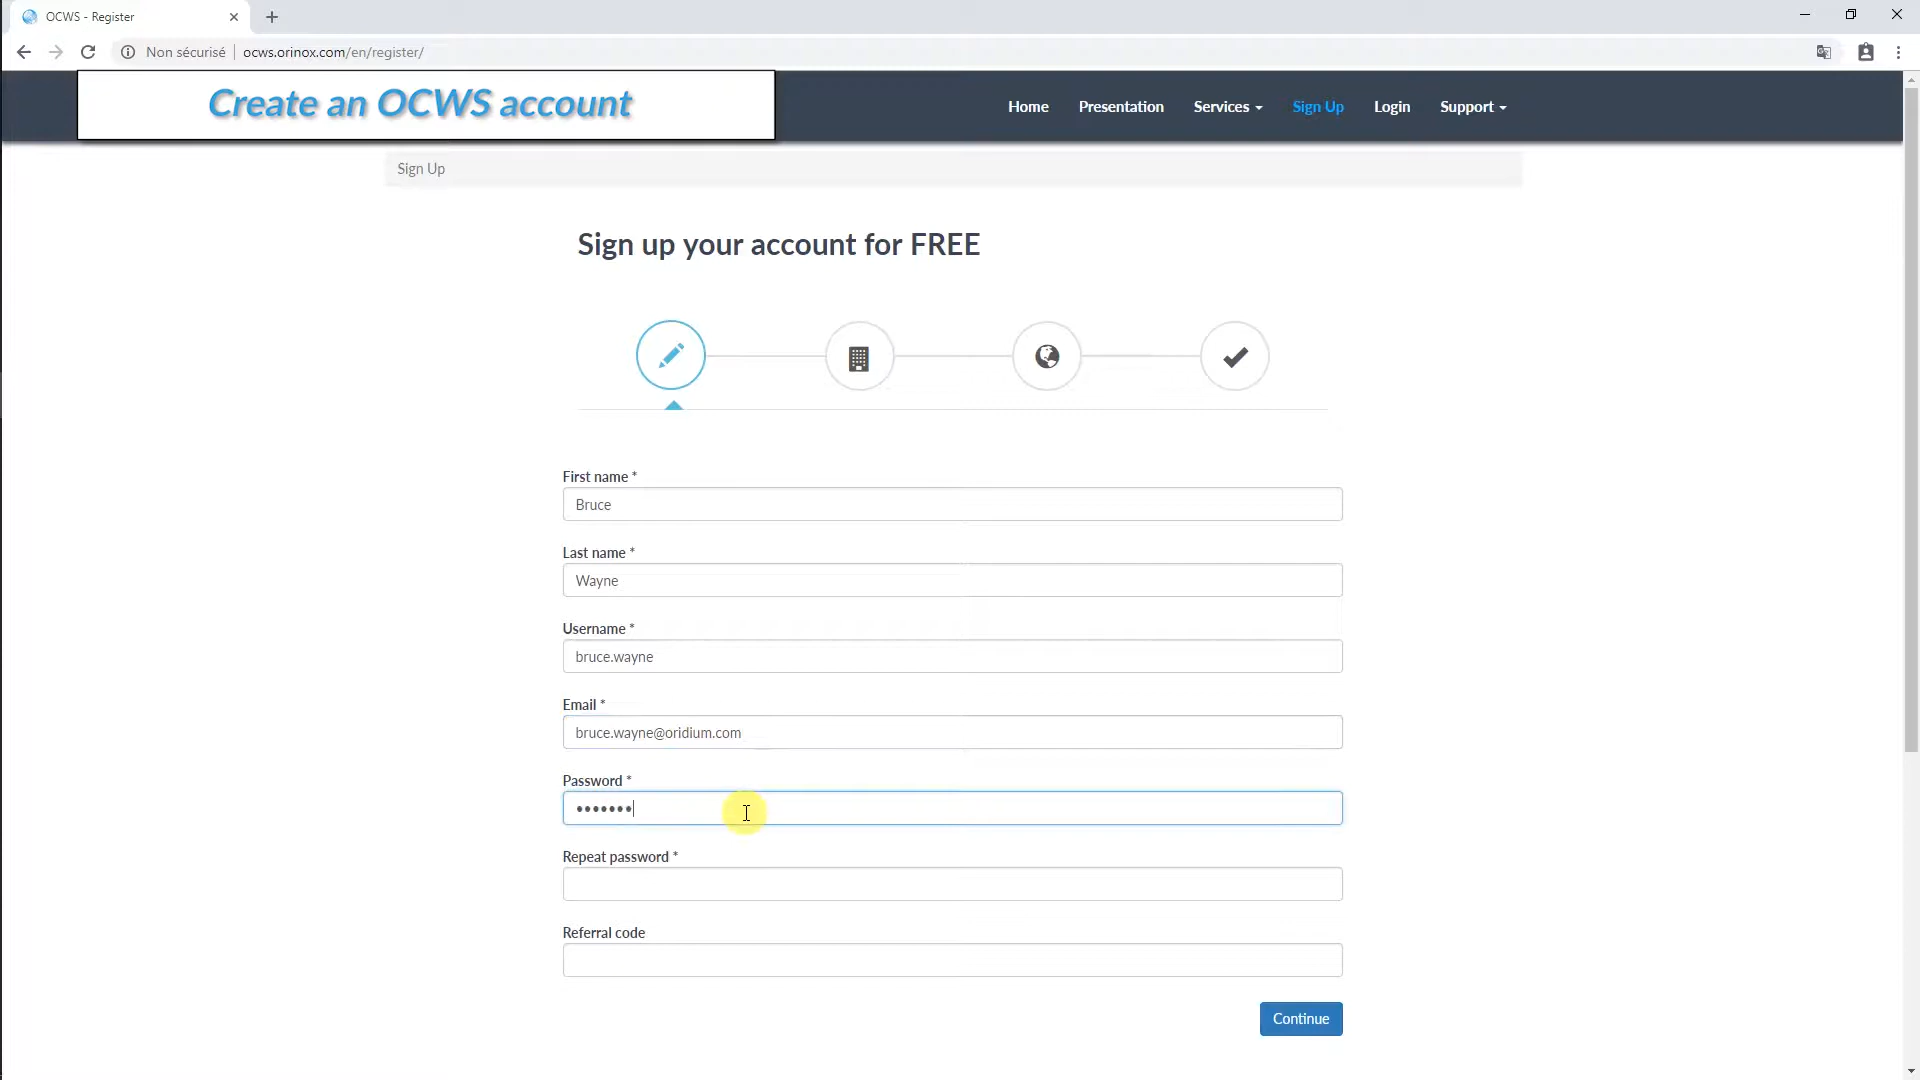 OCWS - Register
Non sécurisé ocws.orinox.com/en/register/
Create an OCWS account
Home Presentation Services Sign Up Login Support
Sign Up
Sign up your account for FREE
First name *
Bruce
Last name *
Wayne
Username *
bruce.wayne
Email *
bruce.wayne@oridium.com
Password *
•••••••
Repeat password *
Referral code
Continue